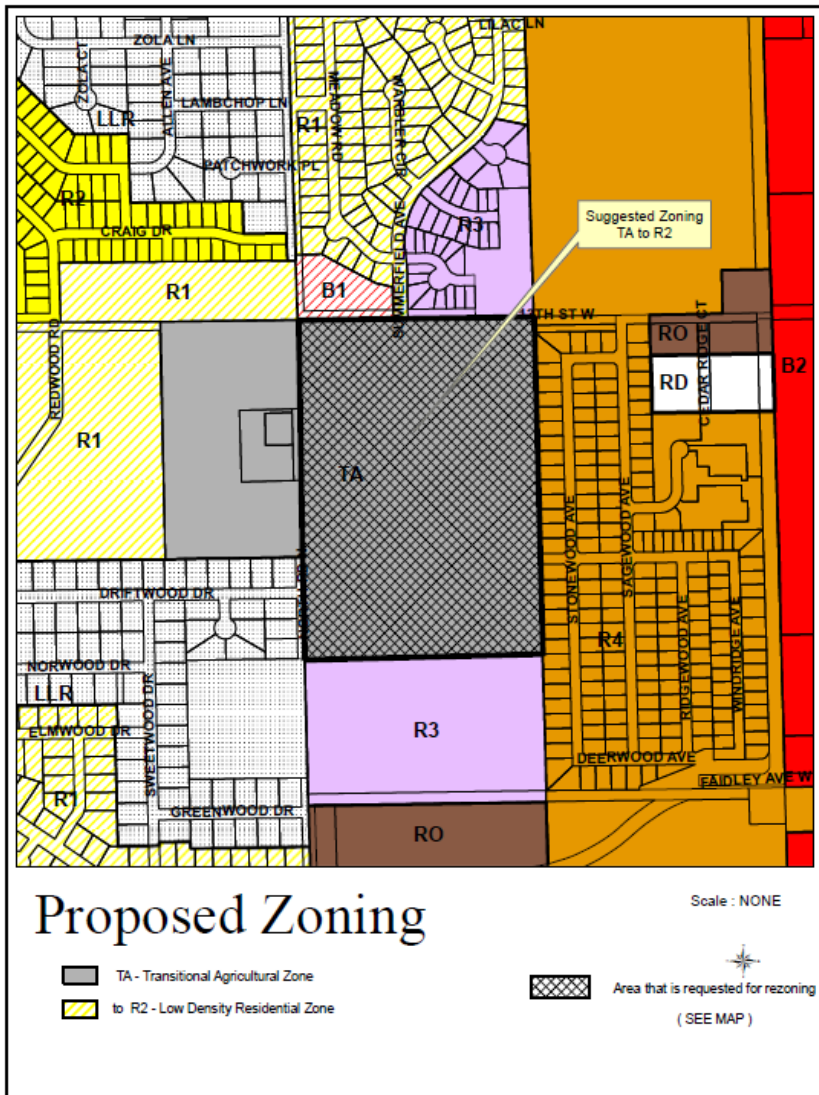 LILAC LN
ZOLA LN
ZOLA CT
ALLEN AVE
LAMBCHOP LN
LLR
MEADOW RD
WARBLER CIR
R1
PATCHWORK PL
R2
R3
CRAIG DR
SUMMERFIELD AVE
Suggested Zoning
TA to R2
R1
B1
13TH ST W
REDWOOD RD
RO
CEDAR RIDGE CT
B2
RD
R1
TA
STONEWOOD AVE
SAGEWOOD AVE
DRIFTWOOD DR
R4
RIDGEWOOD AVE
WINDRIDGE AVE
NORWOOD DR
LLR
SWEETWOOD DR
ELMWOOD DR
R3
DEERWOOD AVE
FAIDLEY AVE W
R1
GREENWOOD DR
RO
Proposed Zoning
Scale : NONE
TA - Transitional Agricultural Zone
to R2 - Low Density Residential Zone
Area that is requested for rezoning
( SEE MAP )